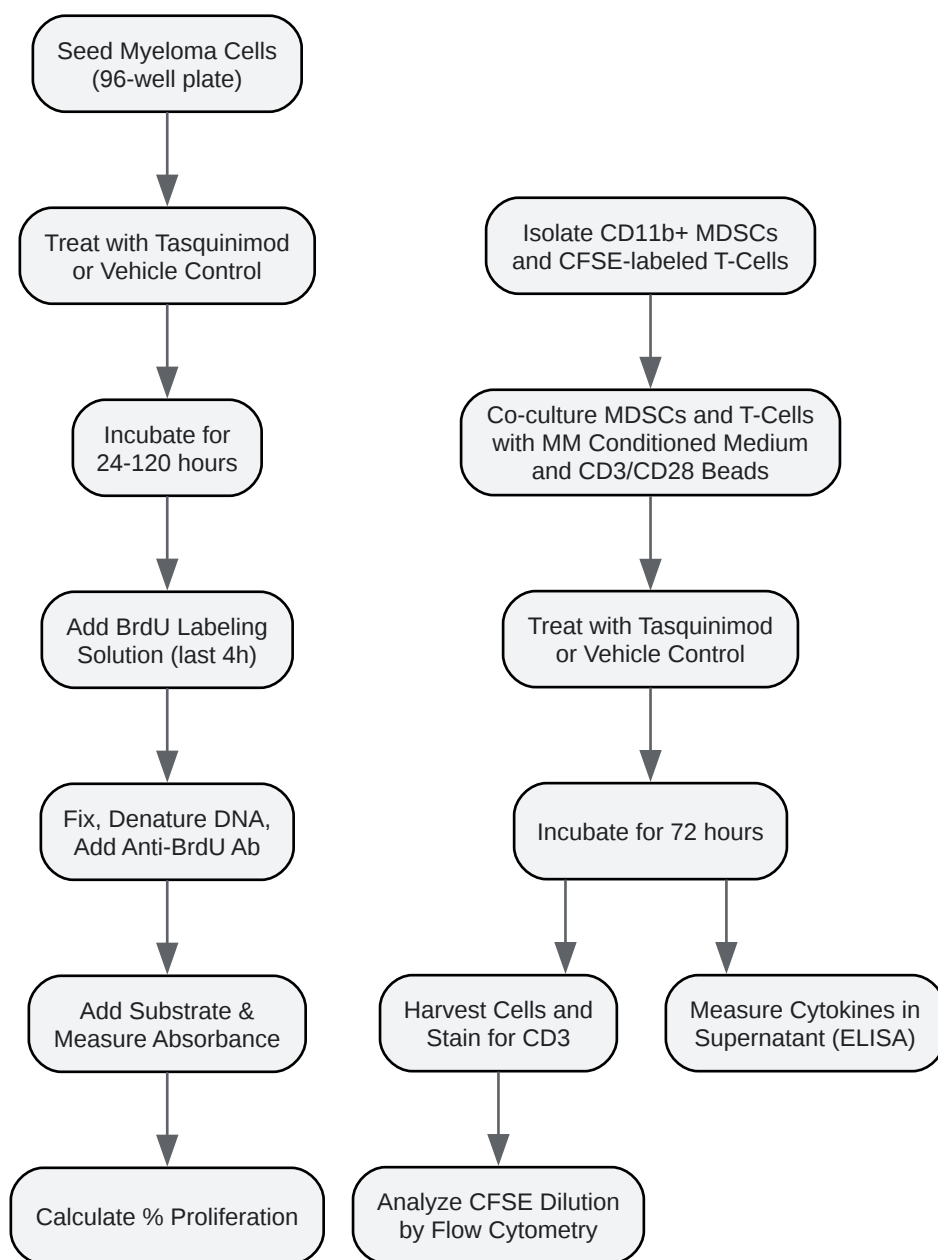 Seed Myeloma Cells
(96-well plate)
Treat with Tasquinimod
or Vehicle Control
Incubate for
24-120 hours
Add BrdU Labeling
Solution (last 4h)
Fix, Denature DNA,
Add Anti-BrdU Ab
Add Substrate &
Measure Absorbance
Calculate % Proliferation
Isolate CD11b+ MDSCs
and CFSE-labeled T-Cells
Co-culture MDSCs and T-Cells
with MM Conditioned Medium
and CD3/CD28 Beads
Treat with Tasquinimod
or Vehicle Control
Incubate for 72 hours
Harvest Cells and
Stain for CD3
Analyze CFSE Dilution
by Flow Cytometry
Measure Cytokines in
Supernatant (ELISA)